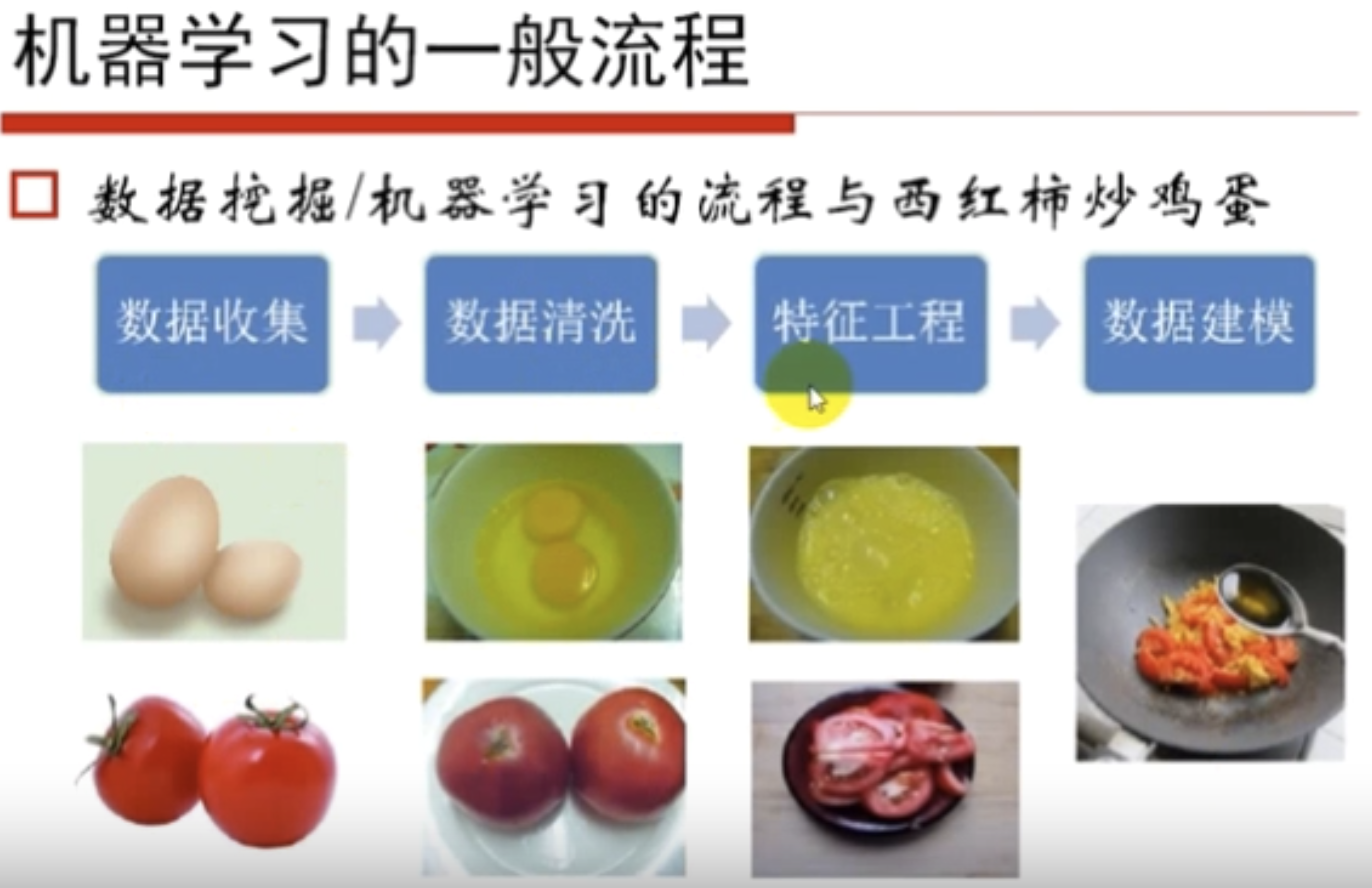 机器学习的一般流程
数据挖掘/机器学习的流程与西红柿炒鸡蛋
数据收集
数据清洗
特征工程
数据建模